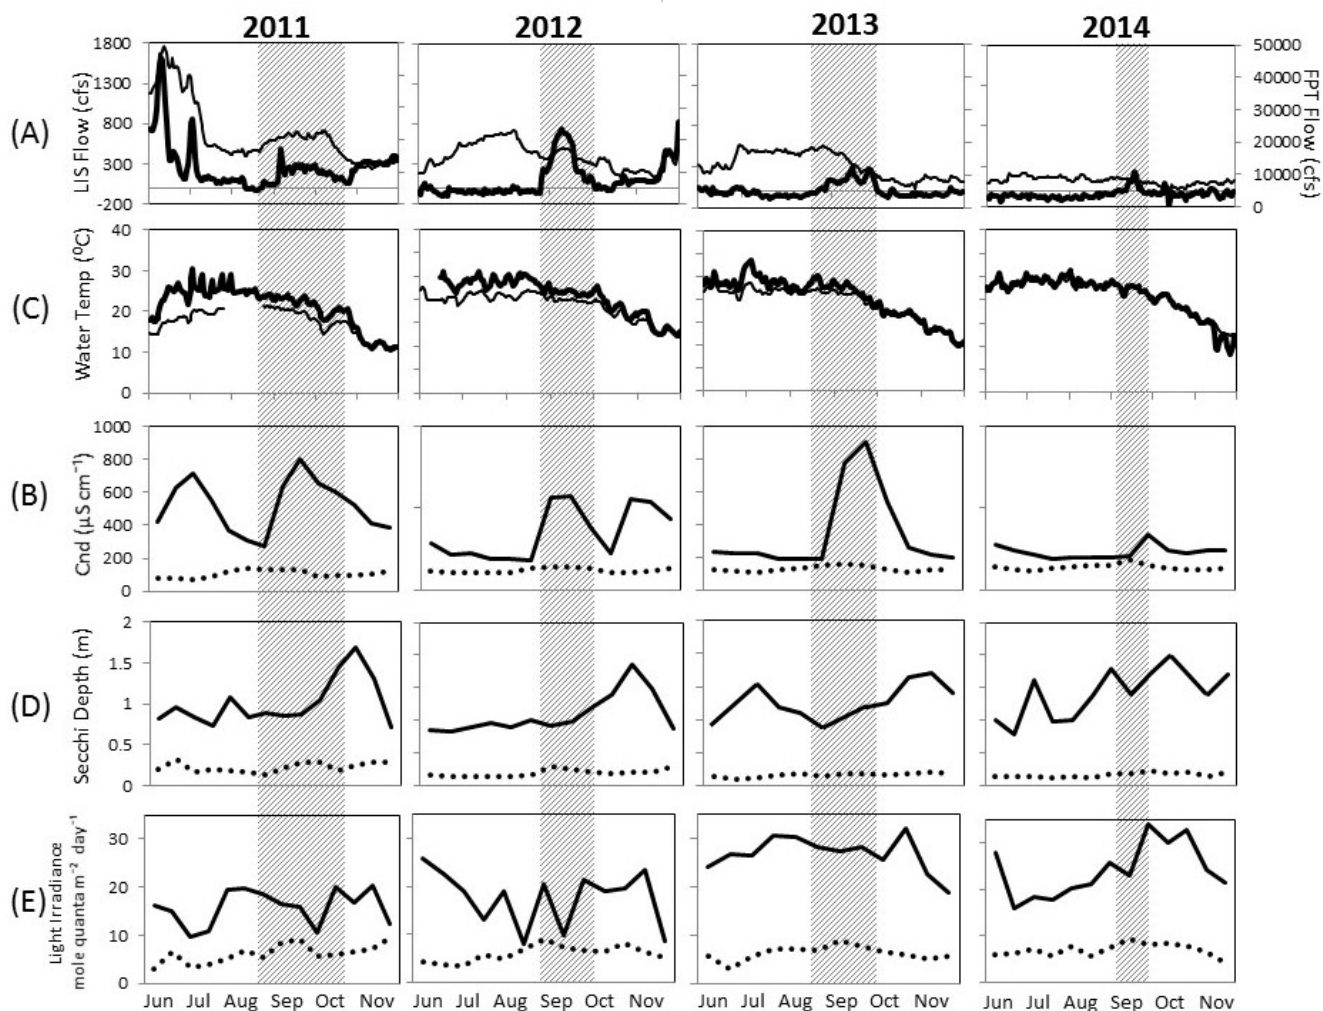 2011 2012 2013 2014
(A)
LIS Flow (cfs)
1800
1300
800
300
-200
50000
40000
30000
20000
10000
0
FPT Flow (cfs)
(C)
Water Temp (⁰C)
40
30
20
10
0
(B)
Cnd (µS cm⁻¹)
1000
800
600
400
200
0
(D)
Secchi Depth (m)
2
1.5
1
0.5
0
(E)
Light Irradiance
mole quanta m⁻² day⁻¹
30
20
10
0
Jun Jul Aug Sep Oct Nov
Jun Jul Aug Sep Oct Nov
Jun Jul Aug Sep Oct Nov
Jun Jul Aug Sep Oct Nov